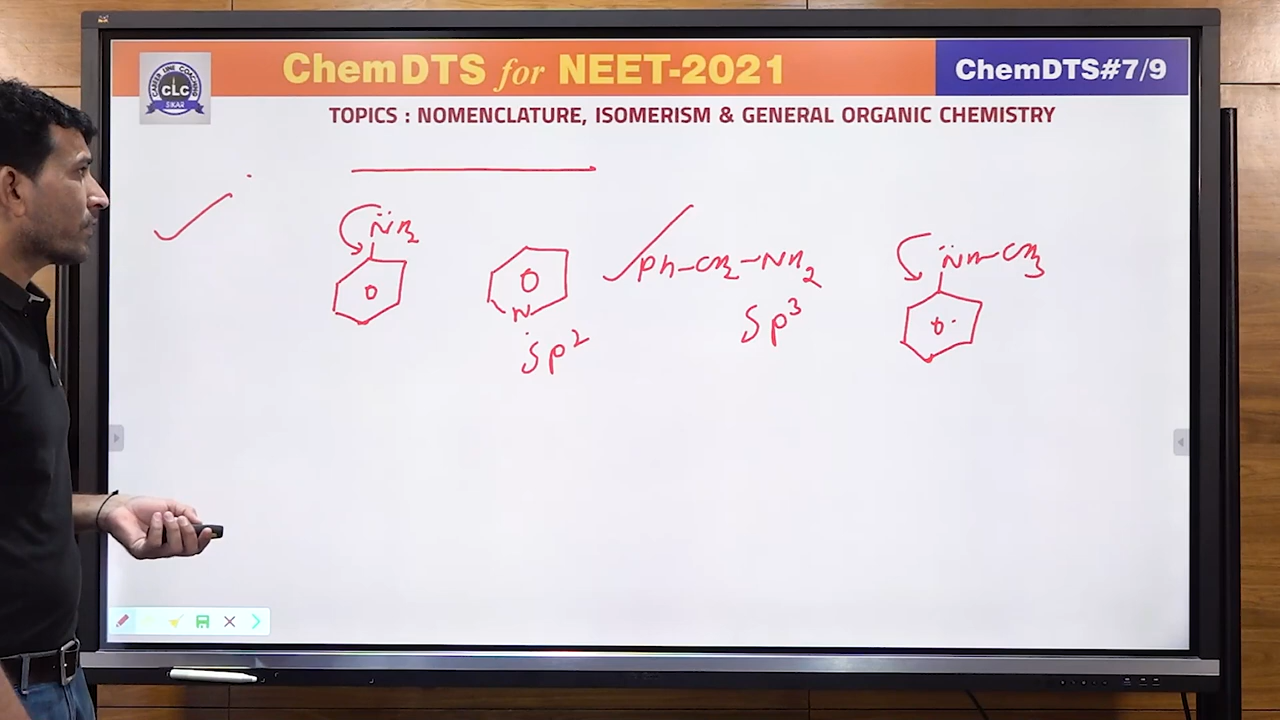 ChemDTS for NEET-2021
ChemDTS#7/9
CAREER LINE COACHING
CLC
SIKAR
TOPICS : NOMENCLATURE, ISOMERISM & GENERAL ORGANIC CHEMISTRY
NH2
N
Sp2
Ph-CH2-NH2
Sp3
NH-CH3